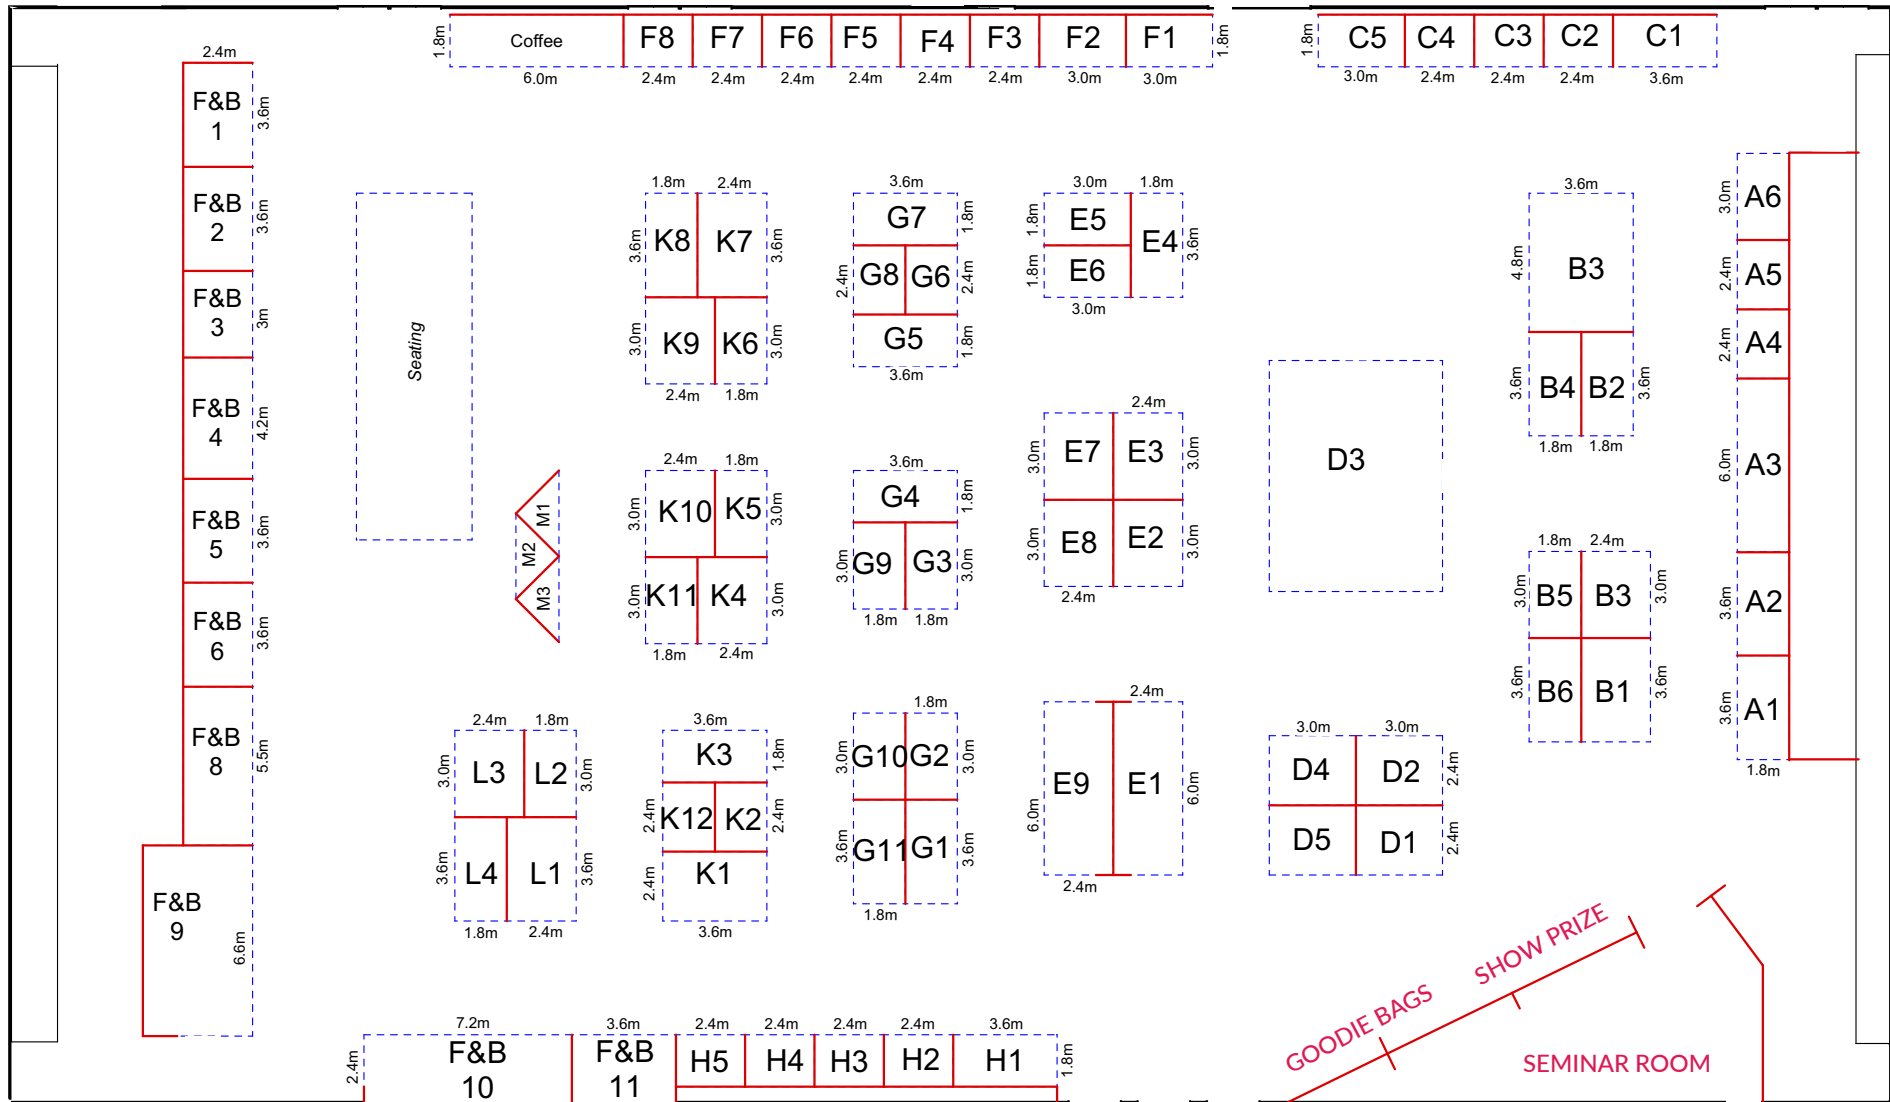 1.8m
Coffee
F8
F7
F6
F5
F4
F3
F2
F1
1.8m
6.0m
2.4m
2.4m
2.4m
2.4m
2.4m
2.4m
3.0m
3.0m
1.8m
C5
C4
C3
C2
C1
3.0m
2.4m
2.4m
2.4m
3.6m
2.4m
F&B
1
3.6m
F&B
2
3.6m
F&B
3
3m
F&B
4
4.2m
F&B
5
3.6m
F&B
6
3.6m
F&B
8
5.5m
F&B
9
6.6m
Seating
M1
M2
M3
1.8m
2.4m
3.6m
K8
K7
3.6m
3.0m
K9
K6
3.0m
2.4m
1.8m
3.6m
G7
1.8m
2.4m
G8
G6
2.4m
G5
1.8m
3.6m
3.0m
1.8m
1.8m
E5
E4
3.6m
1.8m
E6
3.0m
3.6m
4.8m
B3
3.6m
B4
B2
3.6m
1.8m
1.8m
3.0m
A6
2.4m
A5
2.4m
A4
6.0m
A3
3.6m
A2
3.6m
A1
1.8m
2.4m
1.8m
3.0m
K10
K5
3.0m
3.0m
K11
K4
3.0m
1.8m
2.4m
3.6m
G4
1.8m
3.0m
G9
G3
3.0m
1.8m
1.8m
2.4m
3.0m
E7
E3
3.0m
3.0m
E8
E2
3.0m
2.4m
D3
1.8m
2.4m
3.0m
B5
B3
3.0m
3.6m
B6
B1
3.6m
2.4m
1.8m
3.0m
L3
L2
3.0m
3.6m
L4
L1
3.6m
1.8m
2.4m
3.6m
K3
1.8m
2.4m
K12
K2
2.4m
2.4m
K1
3.6m
1.8m
3.0m
G10
G2
3.0m
3.6m
G11
G1
3.6m
1.8m
2.4m
6.0m
E9
E1
6.0m
2.4m
3.0m
3.0m
D4
D2
2.4m
D5
D1
2.4m
7.2m
3.6m
2.4m
2.4m
2.4m
2.4m
3.6m
2.4m
F&B
10
F&B
11
H5
H4
H3
H2
H1
1.8m
SHOW PRIZE
GOODIE BAGS
SEMINAR ROOM